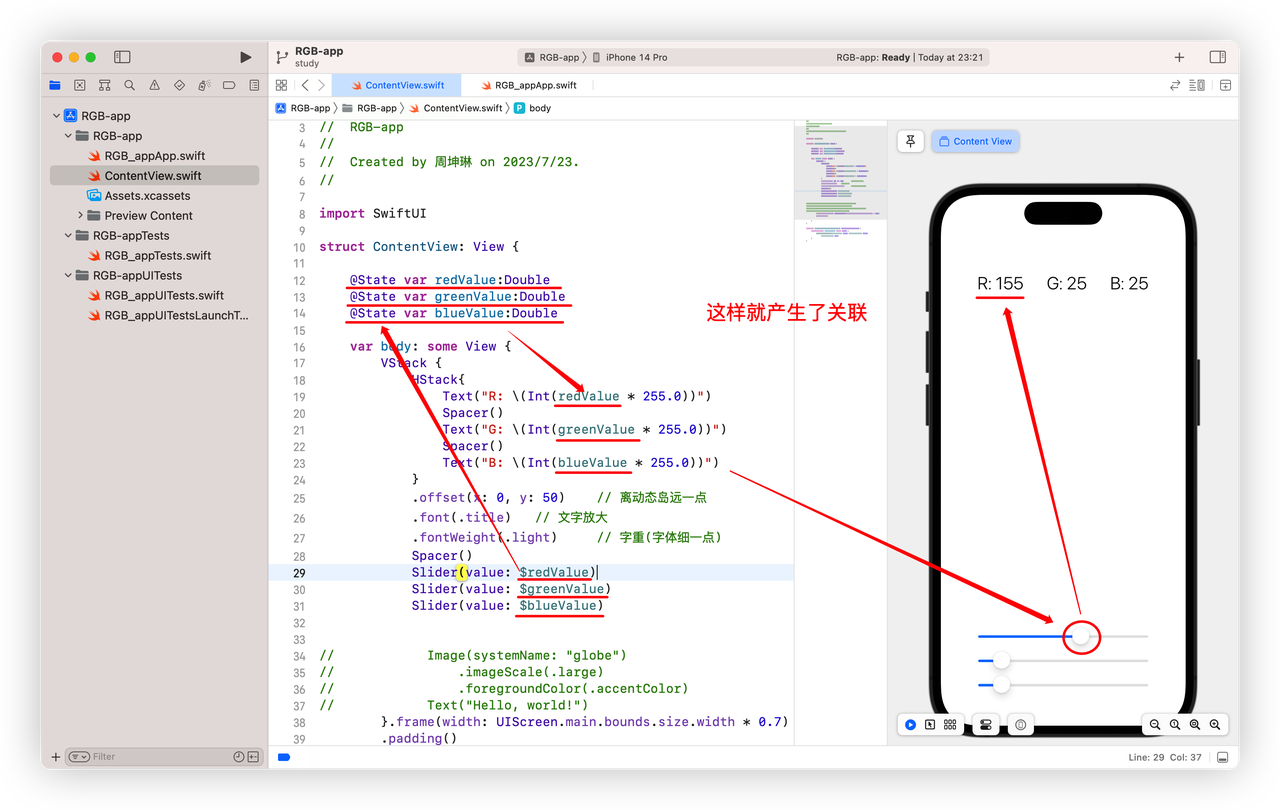 RGB-app
study
RGB-app
iPhone 14 Pro
RGB-app: Ready | Today at 23:21
ContentView.swift
RGB_appApp.swift
RGB-app
RGB-app
ContentView.swift
body
RGB-app
RGB-app
RGB_appApp.swift
ContentView.swift
Assets.xcassets
Preview Content
RGB-appTests
RGB_appTests.swift
RGB-appUITests
RGB_appUITests.swift
RGB_appUITestsLaunchT...
Filter
3 //  RGB-app
4 //
5 //  Created by 周坤琳 on 2023/7/23.
6 //
7
8 import SwiftUI
9
10 struct ContentView: View {
11
12 @State var redValue:Double
13 @State var greenValue:Double
14 @State var blueValue:Double
15
16 var body: some View {
17 VStack {
18 HStack{
19 Text("R: \(Int(redValue * 255.0))")
20 Spacer()
21 Text("G: \(Int(greenValue * 255.0))")
22 Spacer()
23 Text("B: \(Int(blueValue * 255.0))")
24 }
25 .offset(x: 0, y: 50) // 离动态岛远一点
26 .font(.title) // 文字放大
27 .fontWeight(.light) // 字重(字体细一点)
28 Spacer()
29 Slider(value: $redValue)
30 Slider(value: $greenValue)
31 Slider(value: $blueValue)
32
33
34 // Image(systemName: "globe")
35 // .imageScale(.large)
36 // .foregroundColor(.accentColor)
37 // Text("Hello, world!")
38 }.frame(width: UIScreen.main.bounds.size.width * 0.7)
39 .padding()
这样就产生了关联
Content View
R: 155
G: 25
B: 25
Line: 29 Col: 37